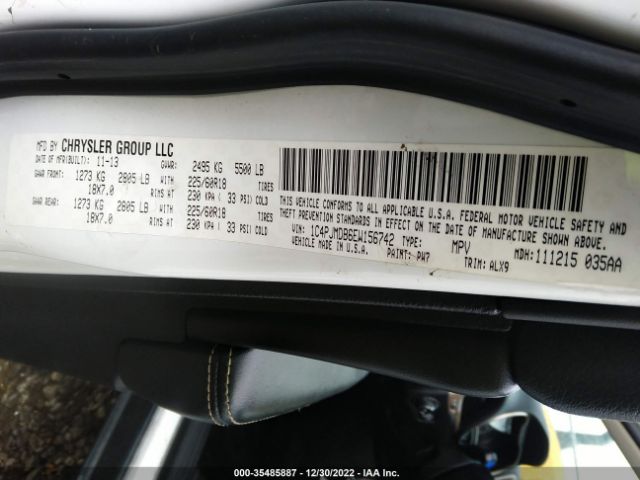 MFD BY CHRYSLER GROUP LLC
DATE OF MFR(BUILT): 11-13 GVWR: 2495 KG 5500 LB
GWAR FRONT: 1273 KG 2805 LB WITH 225/60R18 TIRES
18X7.0 RIMS AT 230 KPA ( 33 PSI) COLD
GWAR REAR: 1273 KG 2805 LB WITH 225/60R18 TIRES
18X7.0 RIMS AT 230 KPA ( 33 PSI) COLD
THIS VEHICLE CONFORMS TO ALL APPLICABLE U.S.A. FEDERAL MOTOR VEHICLE SAFETY AND
THEFT PREVENTION STANDARDS IN EFFECT ON THE DATE OF MANUFACTURE SHOWN ABOVE.
VIN: 1C4PJMDB6EW156742 TYPE: MPV MDH: 111215 035AA
VEHICLE MADE IN U.S.A. PAINT: PW7 TRIM: ALX9
000-35485887 - 12/30/2022 - IAA Inc.